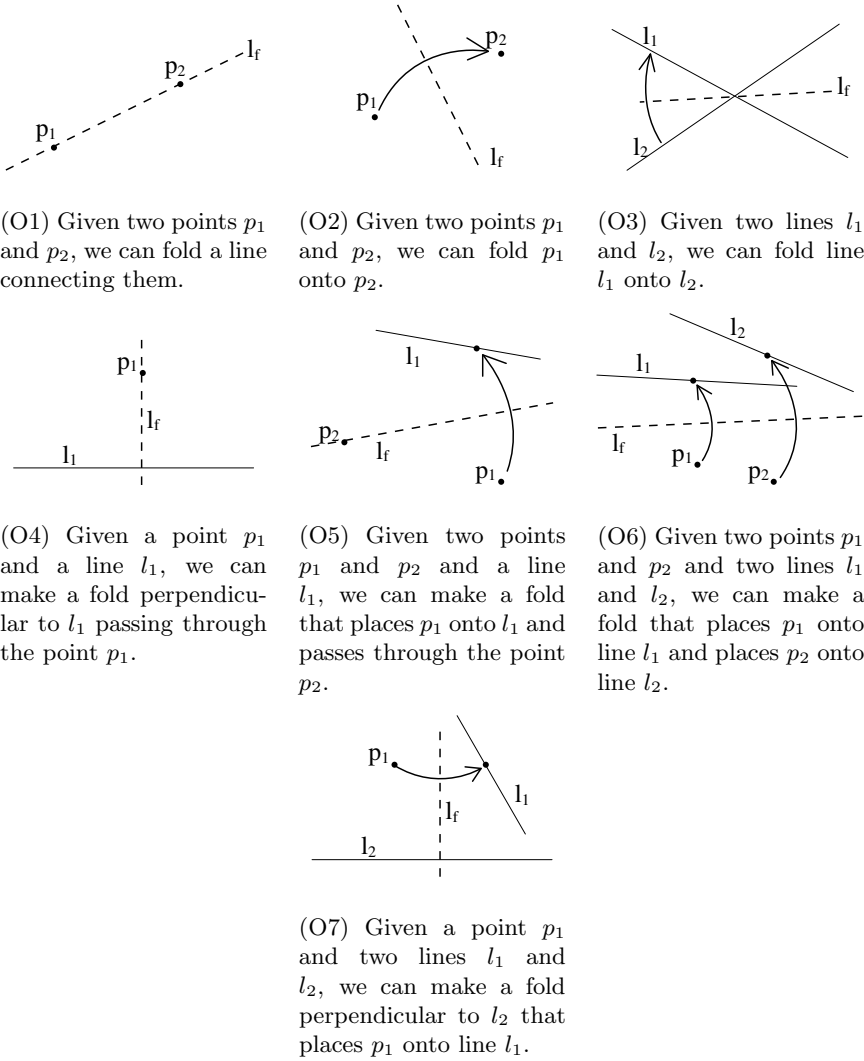 p₁
p₂
l_f
p₁
p₂
l_f
l₁
l₂
l_f
(O1) Given two points p₁
and p₂, we can fold a line
connecting them.
(O2) Given two points p₁
and p₂, we can fold p₁
onto p₂.
(O3) Given two lines l₁
and l₂, we can fold line
l₁ onto l₂.
p₁
l_f
l₁
l₁
p₂
l_f
p₁
l₂
l₁
l_f
p₁
p₂
(O4) Given a point p₁
and a line l₁, we can
make a fold perpendicu-
lar to l₁ passing through
the point p₁.
(O5) Given two points
p₁ and p₂ and a line
l₁, we can make a fold
that places p₁ onto l₁ and
passes through the point
p₂.
(O6) Given two points p₁
and p₂ and two lines l₁
and l₂, we can make a
fold that places p₁ onto
line l₁ and places p₂ onto
line l₂.
p₁
l₁
l_f
l₂
(O7) Given a point p₁
and two lines l₁ and
l₂, we can make a fold
perpendicular to l₂ that
places p₁ onto line l₁.